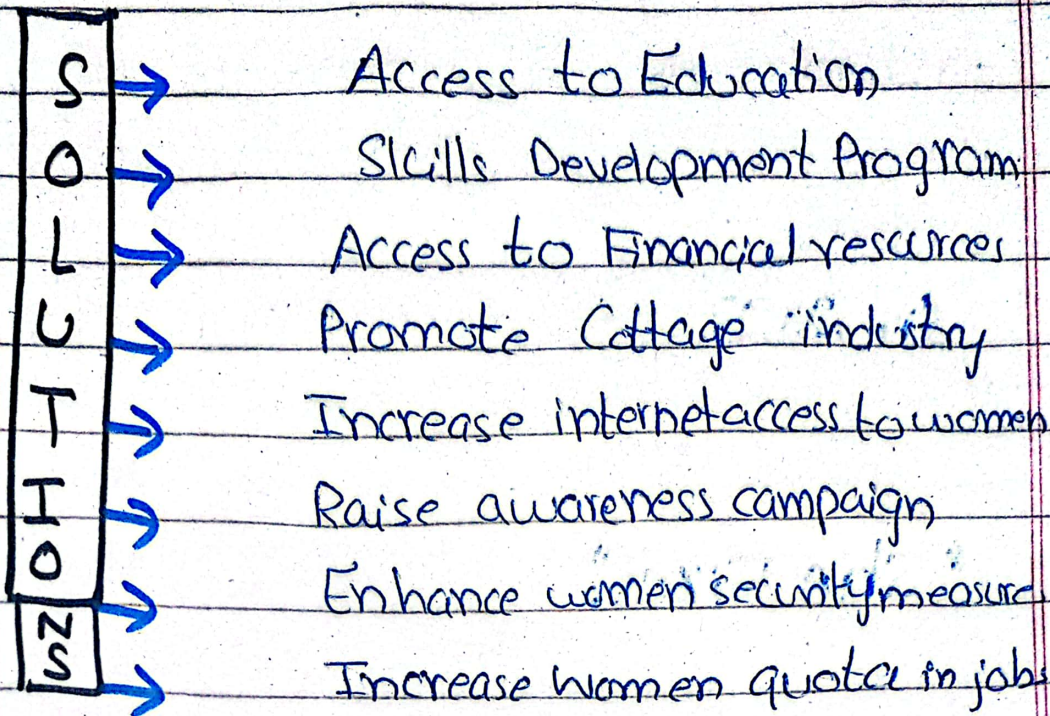 S → Access to Education
O → Skills Development Program
L → Access to Financial resources
U → Promote Cottage industry
T → Increase internet access to women
I → Raise awareness campaign
O → Enhance women security measure
N
S → Increase women quota in jobs